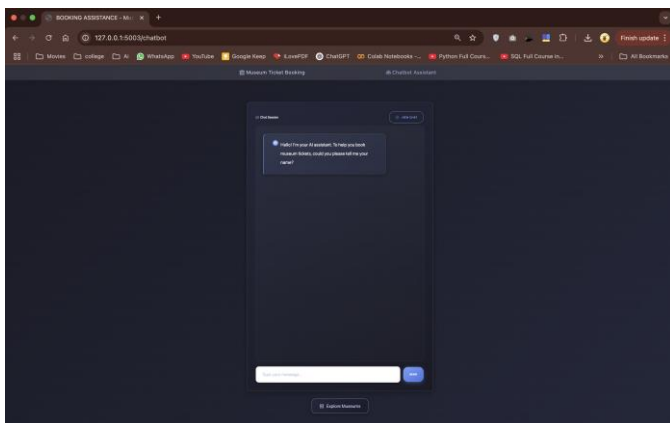 BOOKING ASSISTANCE - Mu
127.0.0.1:5003/chatbot
Finish update
Movies college AI WhatsApp YouTube Google Keep iLovePDF ChatGPT Colab Notebooks -... Python Full Cours... SQL Full Course in... » All Bookmarks
Museum Ticket Booking Chatbot Assistant
Chat Session
Hello! I'm your AI assistant. To help you book
museum tickets, could you please tell me your
name?
Type your message...
Explore Museums